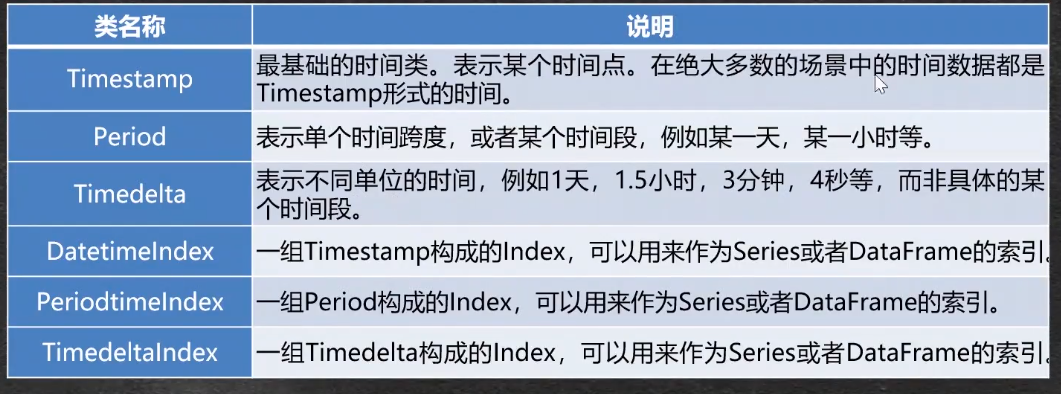 类名称 说明
Timestamp
最基础的时间类。表示某个时间点。在绝大多数的场景中的时间数据都是
Timestamp形式的时间。
Period
表示单个时间跨度，或者某个时间段，例如某一天，某一小时等。
Timedelta
表示不同单位的时间，例如1天，1.5小时，3分钟，4秒等，而非具体的某
个时间段。
DatetimeIndex
一组Timestamp构成的Index，可以用来作为Series或者DataFrame的索引。
PeriodtimeIndex
一组Period构成的Index，可以用来作为Series或者DataFrame的索引。
TimedeltaIndex
一组Timedelta构成的Index，可以用来作为Series或者DataFrame的索引。